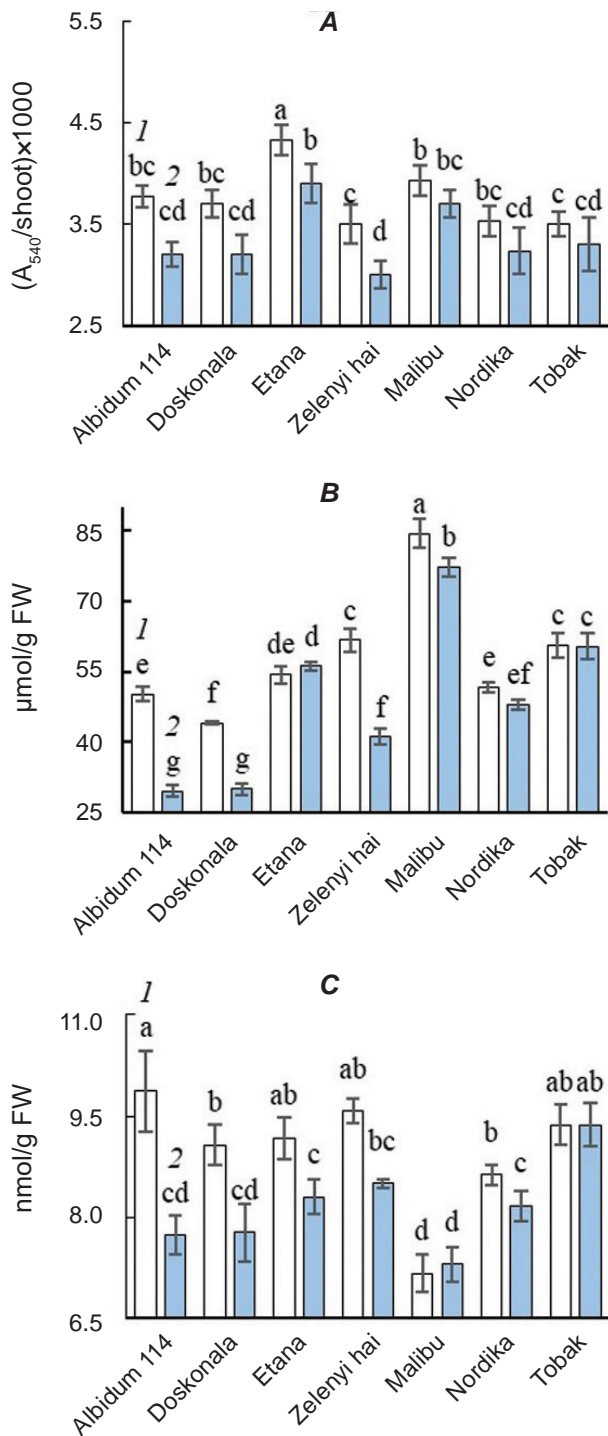 A
(A540/shoot)×1000
5.5
4.5
3.5
2.5
1 2
bc cd bc cd a b c d b bc bc cd c cd
Albidum 114 Doskonala Etana Zelenyi hai Malibu Nordika Tobak
B
µmol/g FW
85
70
55
40
25
1 2
e g f g de d c f a b e ef c c
Albidum 114 Doskonala Etana Zelenyi hai Malibu Nordika Tobak
C
nmol/g FW
11.0
9.5
8.0
6.5
1 2
a cd b cd ab c ab bc d d b c ab ab
Albidum 114 Doskonala Etana Zelenyi hai Malibu Nordika Tobak